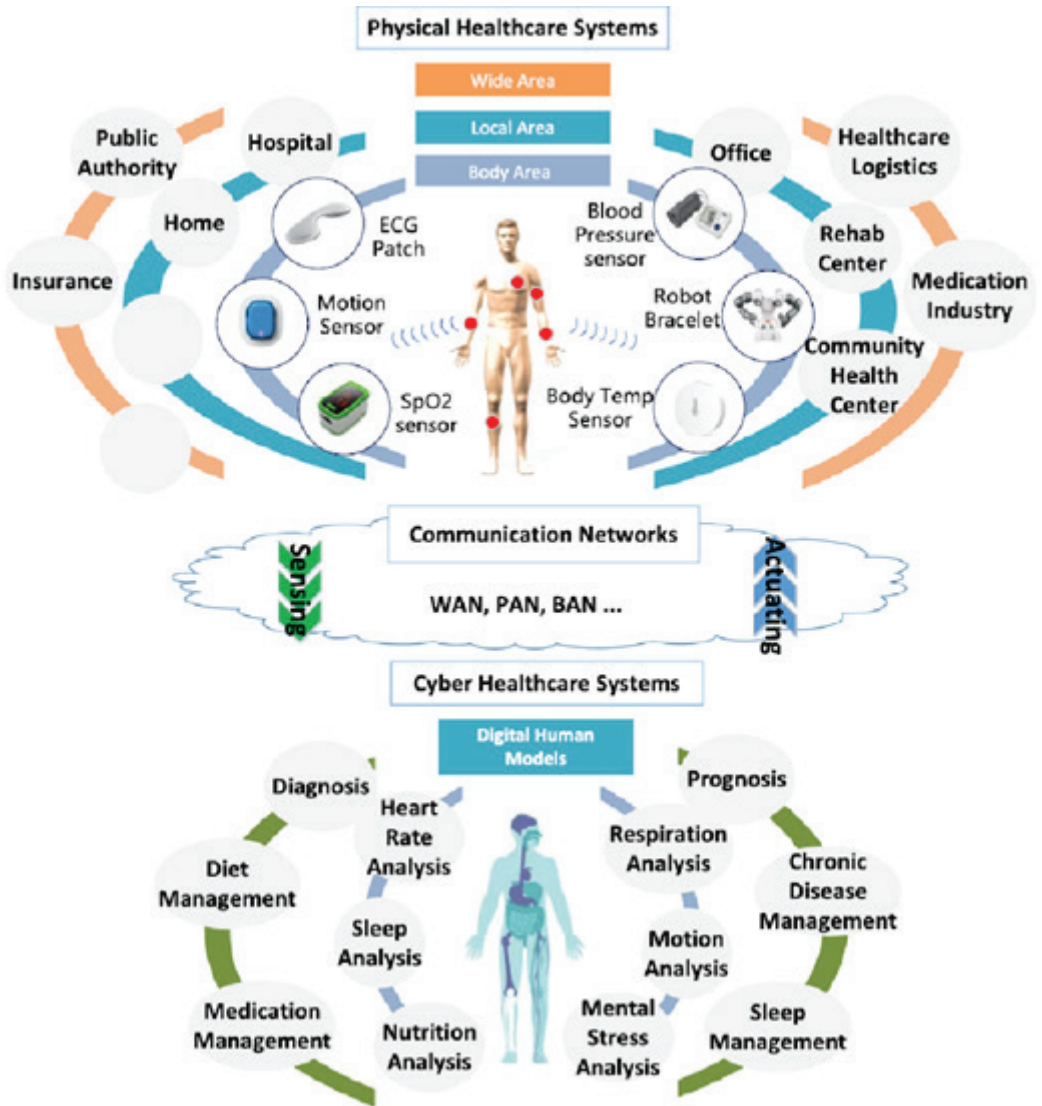 Physical Healthcare Systems
Wide Area
Local Area
Body Area
Public
Authority
Hospital
Home
Insurance
ECG
Patch
Motion
Sensor
SpO2
sensor
Office
Healthcare
Logistics
Blood
Pressure
sensor
Rehab
Center
Robot
Bracelet
Medication
Industry
Community
Health
Center
Body Temp
Sensor
Communication Networks
Sensing
WAN, PAN, BAN ...
Actuating
Cyber Healthcare Systems
Digital Human
Models
Diagnosis
Heart
Rate
Analysis
Diet
Management
Sleep
Analysis
Medication
Management
Nutrition
Analysis
Prognosis
Respiration
Analysis
Chronic
Disease
Management
Motion
Analysis
Mental
Stress
Analysis
Sleep
Management